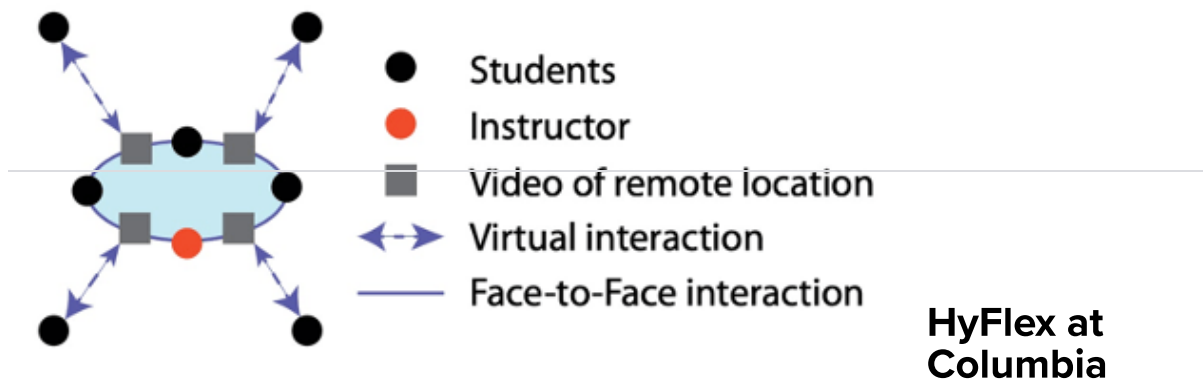 Students
Instructor
Video of remote location
Virtual interaction
Face-to-Face interaction
HyFlex at
Columbia